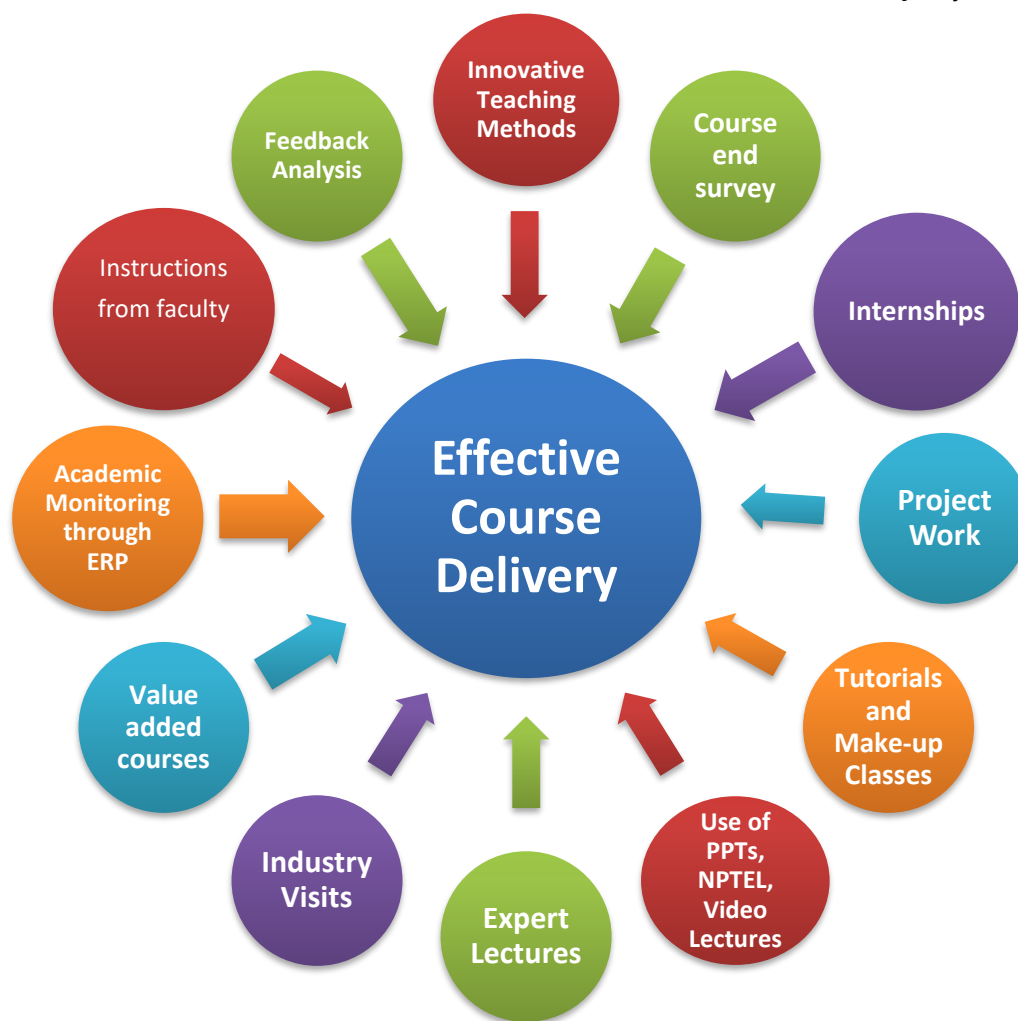 Innovative
Teaching
Methods
Course
end
survey
Internships
Project
Work
Tutorials
and
Make-up
Classes
Use of
PPTs,
NPTEL,
Video
Lectures
Expert
Lectures
Industry
Visits
Value
added
courses
Academic
Monitoring
through
ERP
Instructions
from faculty
Feedback
Analysis
Effective
Course
Delivery